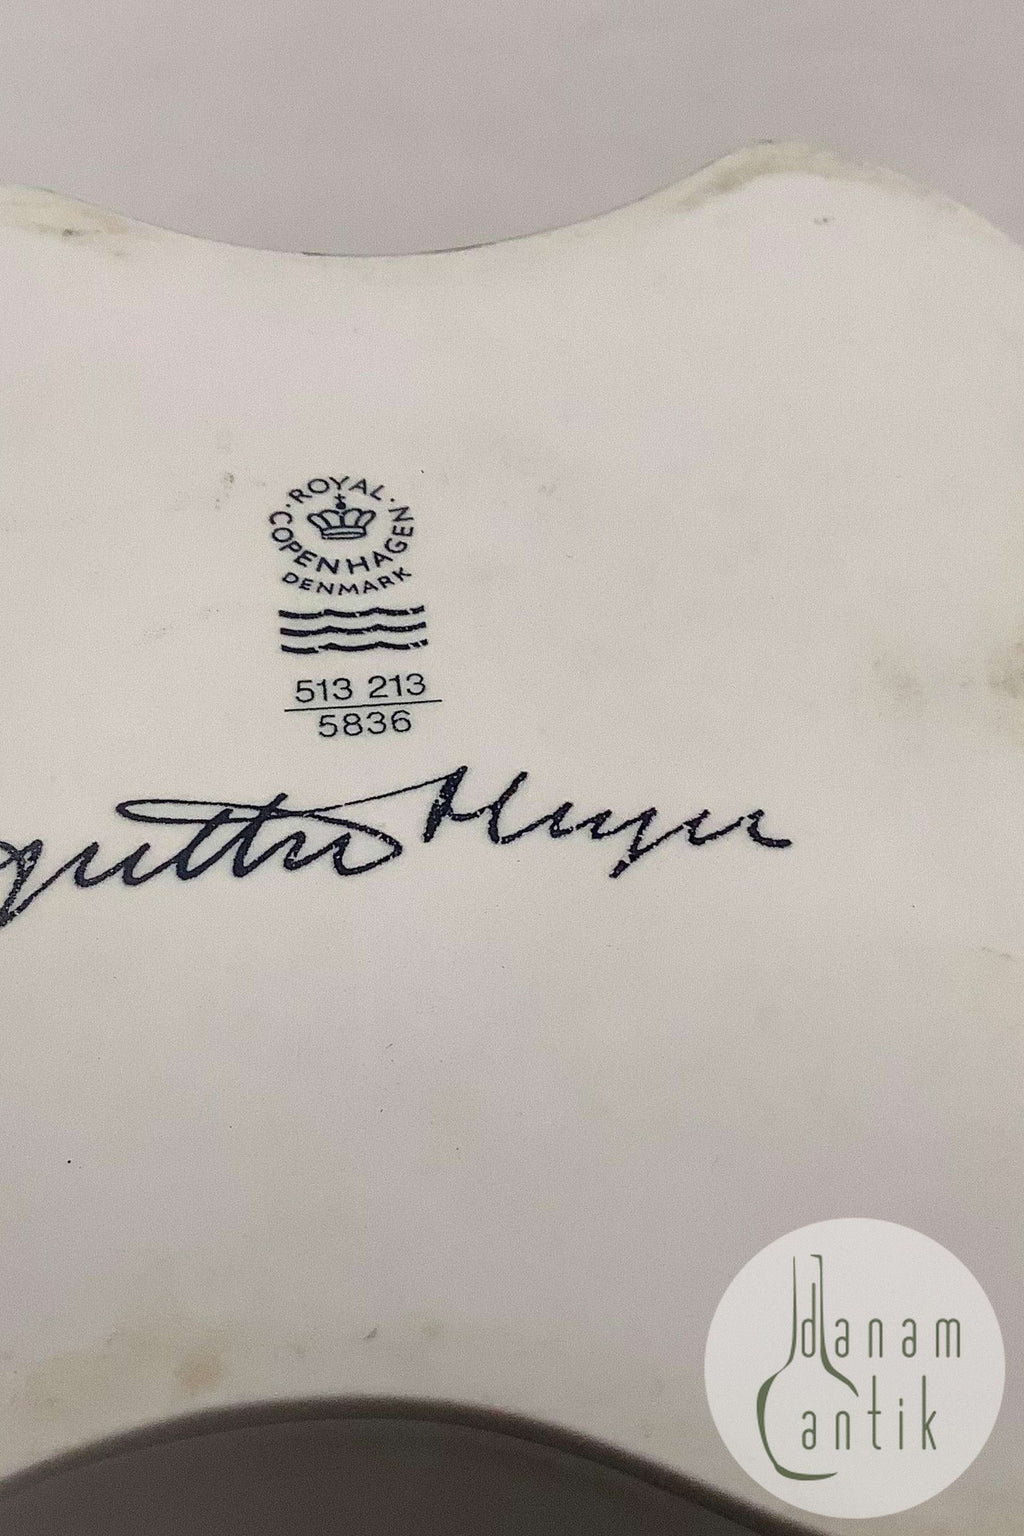 ROYAL
COPENHAGEN
DENMARK
513 213
5836
danam
antik